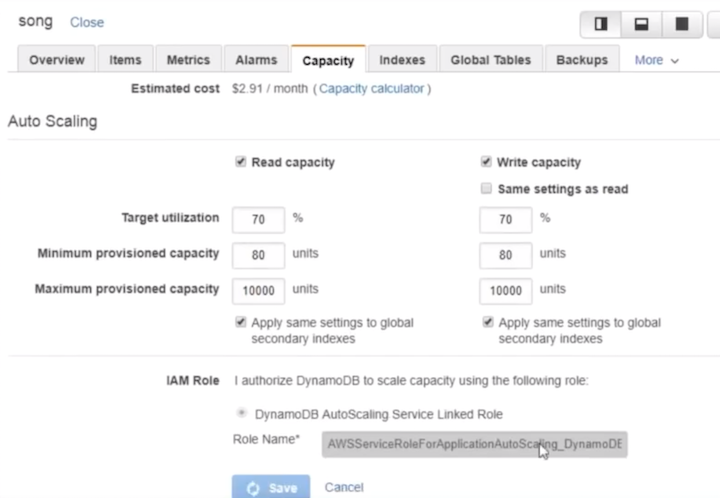 song Close
Overview Items Metrics Alarms Capacity Indexes Global Tables Backups More
Estimated cost $2.91 / month ( Capacity calculator )
Auto Scaling
Read capacity Write capacity
Same settings as read
Target utilization 70 % 70 %
Minimum provisioned capacity 80 units 80 units
Maximum provisioned capacity 10000 units 10000 units
Apply same settings to global Apply same settings to global
secondary indexes secondary indexes
IAM Role I authorize DynamoDB to scale capacity using the following role:
DynamoDB AutoScaling Service Linked Role
Role Name* AWSServiceRoleForApplicationAutoScaling_DynamoDB
Save Cancel